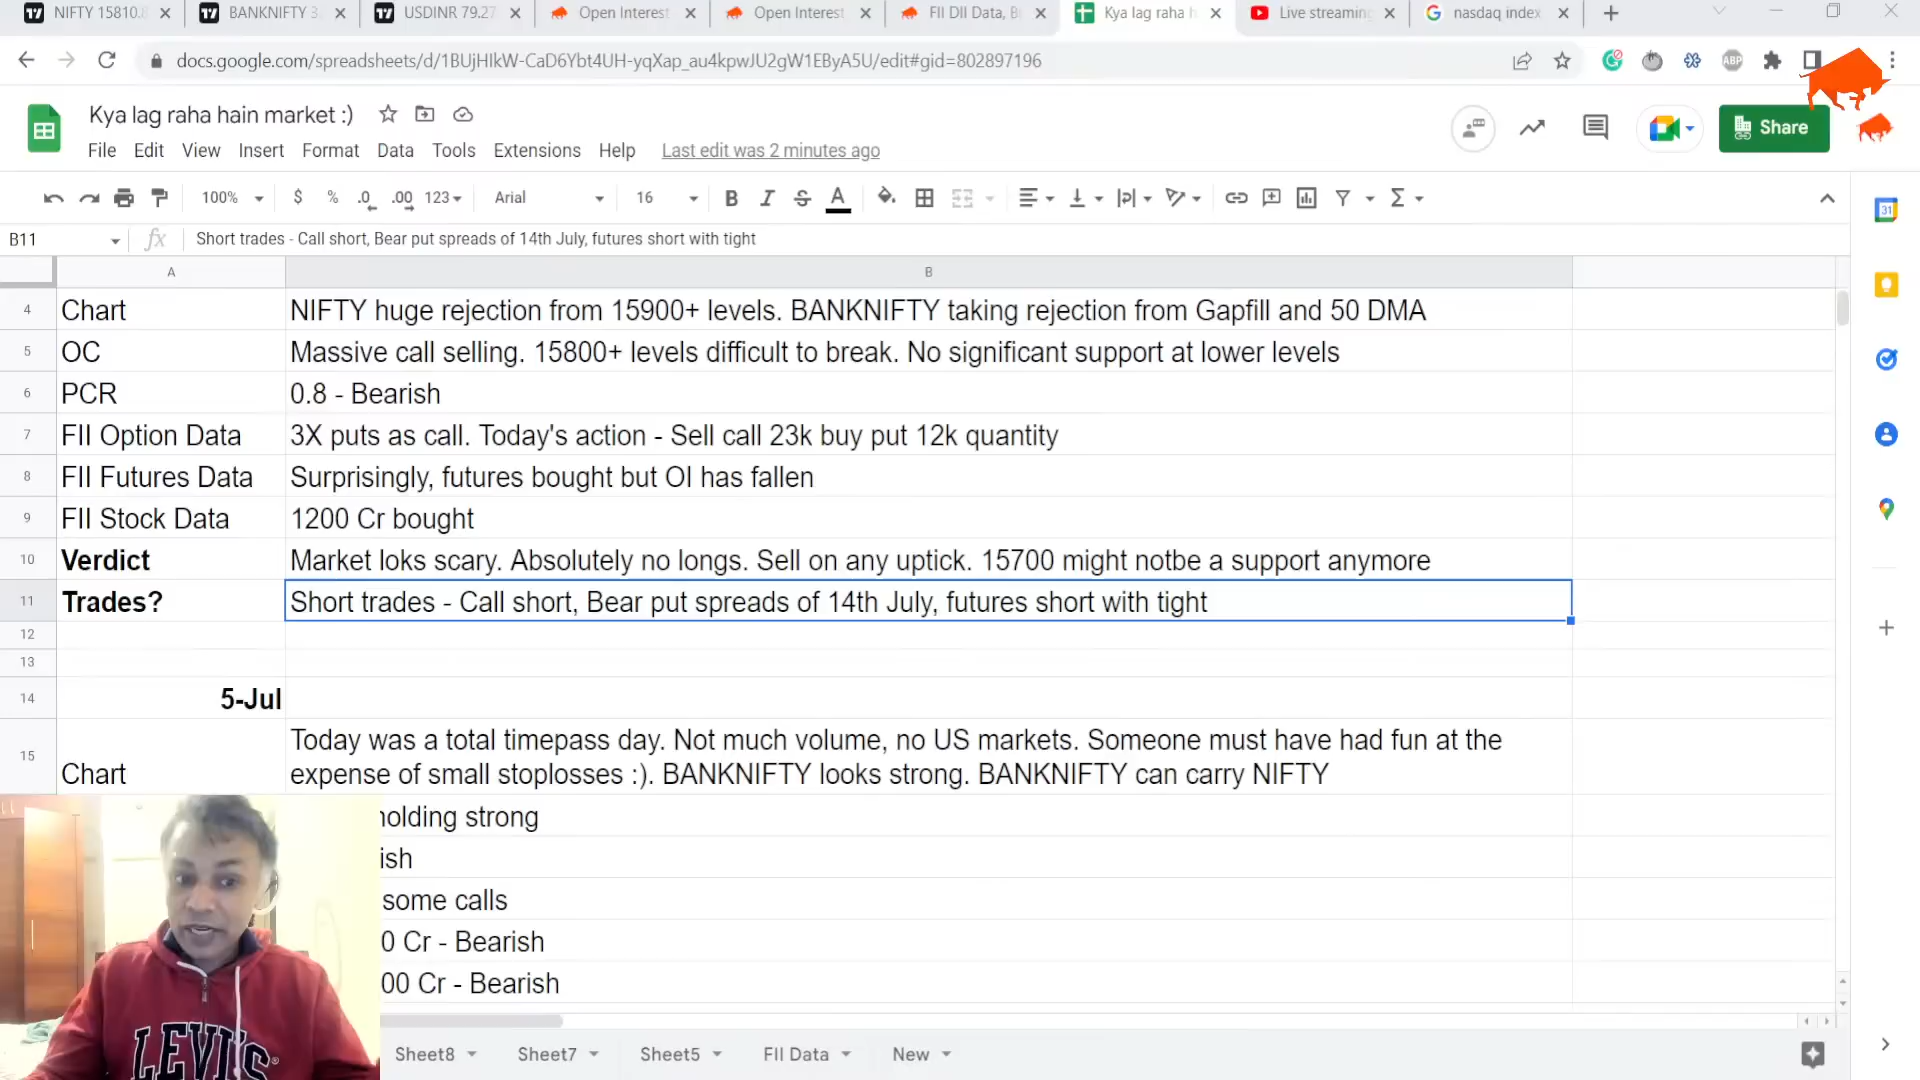 NIFTY 15810.8
BANKNIFTY 3
USDINR 79.27
Open Interest
Open Interest
FII DII Data, B
Kya lag raha h
Live streaming
nasdaq index
docs.google.com/spreadsheets/d/1BUjHIkW-CaD6Ybt4UH-yqXap_au4kpwJU2gW1EByA5U/edit#gid=802897196
ABP
Kya lag raha hain market :)
Share
File Edit View Insert Format Data Tools Extensions Help Last edit was 2 minutes ago
100% $ % .0 .00 123 Arial 16 B I S A
31
B11 fx Short trades - Call short, Bear put spreads of 14th July, futures short with tight
A B
4 Chart NIFTY huge rejection from 15900+ levels. BANKNIFTY taking rejection from Gapfill and 50 DMA
5 OC Massive call selling. 15800+ levels difficult to break. No significant support at lower levels
6 PCR 0.8 - Bearish
7 FII Option Data 3X puts as call. Today's action - Sell call 23k buy put 12k quantity
8 FII Futures Data Surprisingly, futures bought but OI has fallen
9 FII Stock Data 1200 Cr bought
10 Verdict Market loks scary. Absolutely no longs. Sell on any uptick. 15700 might notbe a support anymore
11 Trades? Short trades - Call short, Bear put spreads of 14th July, futures short with tight
12
13
14 5-Jul
15 Chart Today was a total timepass day. Not much volume, no US markets. Someone must have had fun at the
expense of small stoplosses :). BANKNIFTY looks strong. BANKNIFTY can carry NIFTY
holding strong
ish
some calls
0 Cr - Bearish
00 Cr - Bearish
LEVI'S
Sheet8 Sheet7 Sheet5 FII Data New